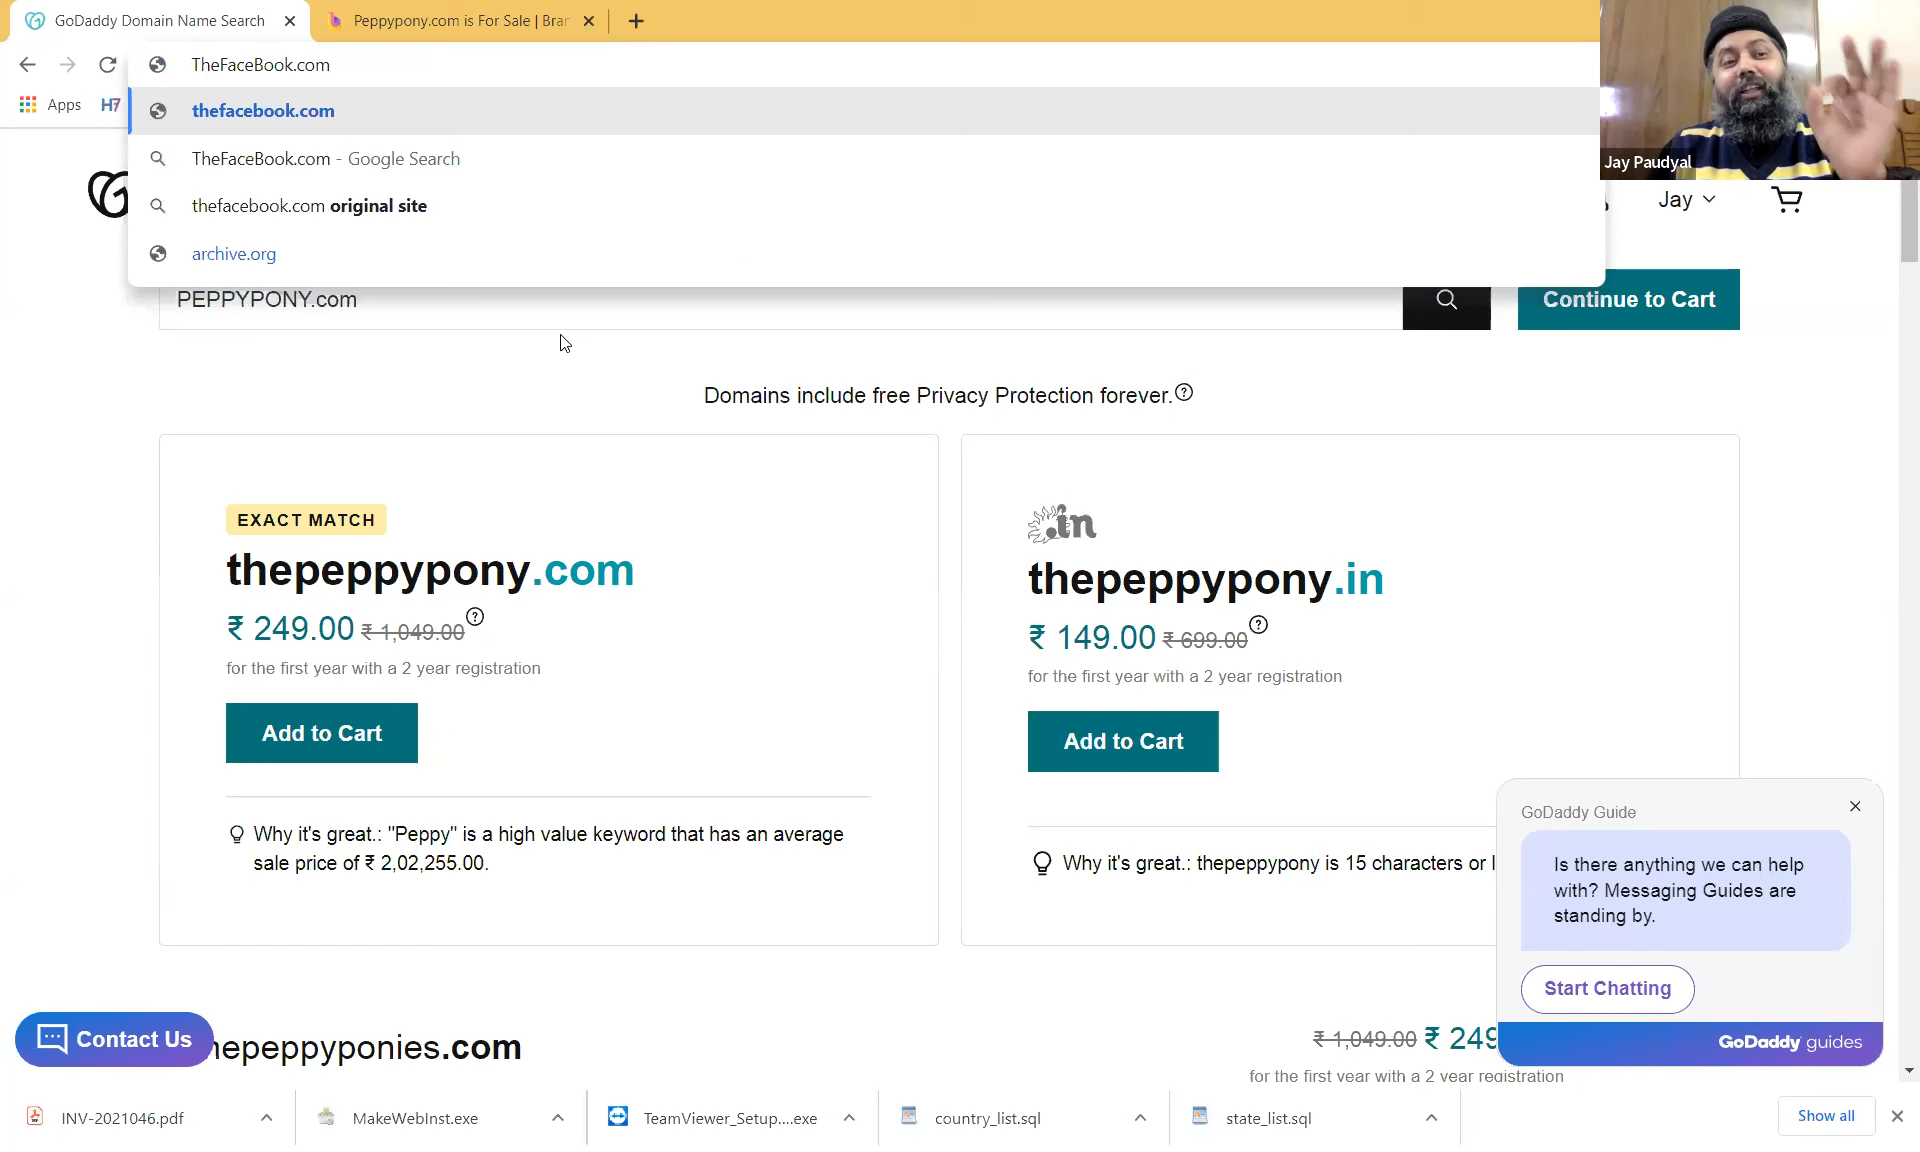 GoDaddy Domain Name Search
Peppypony.com is For Sale | Bran
TheFaceBook.com
Apps H7
thefacebook.com
TheFaceBook.com - Google Search
thefacebook.com original site
archive.org
Jay Paudyal
Jay
PEPPYPONY.com
Continue to Cart
Domains include free Privacy Protection forever.
EXACT MATCH
thepeppypony.com
₹ 249.00 ₹ 1,049.00
for the first year with a 2 year registration
Add to Cart
Why it's great.: "Peppy" is a high value keyword that has an average
sale price of ₹ 2,02,255.00.
.in
thepeppypony.in
₹ 149.00 ₹ 699.00
for the first year with a 2 year registration
Add to Cart
Why it's great.: thepeppypony is 15 characters or l
GoDaddy Guide
Is there anything we can help
with? Messaging Guides are
standing by.
Start Chatting
GoDaddy guides
Contact Us
hepeppyponies.com
₹ 1,049.00 ₹ 249
for the first year with a 2 year registration
INV-2021046.pdf
MakeWebInst.exe
TeamViewer_Setup....exe
country_list.sql
state_list.sql
Show all